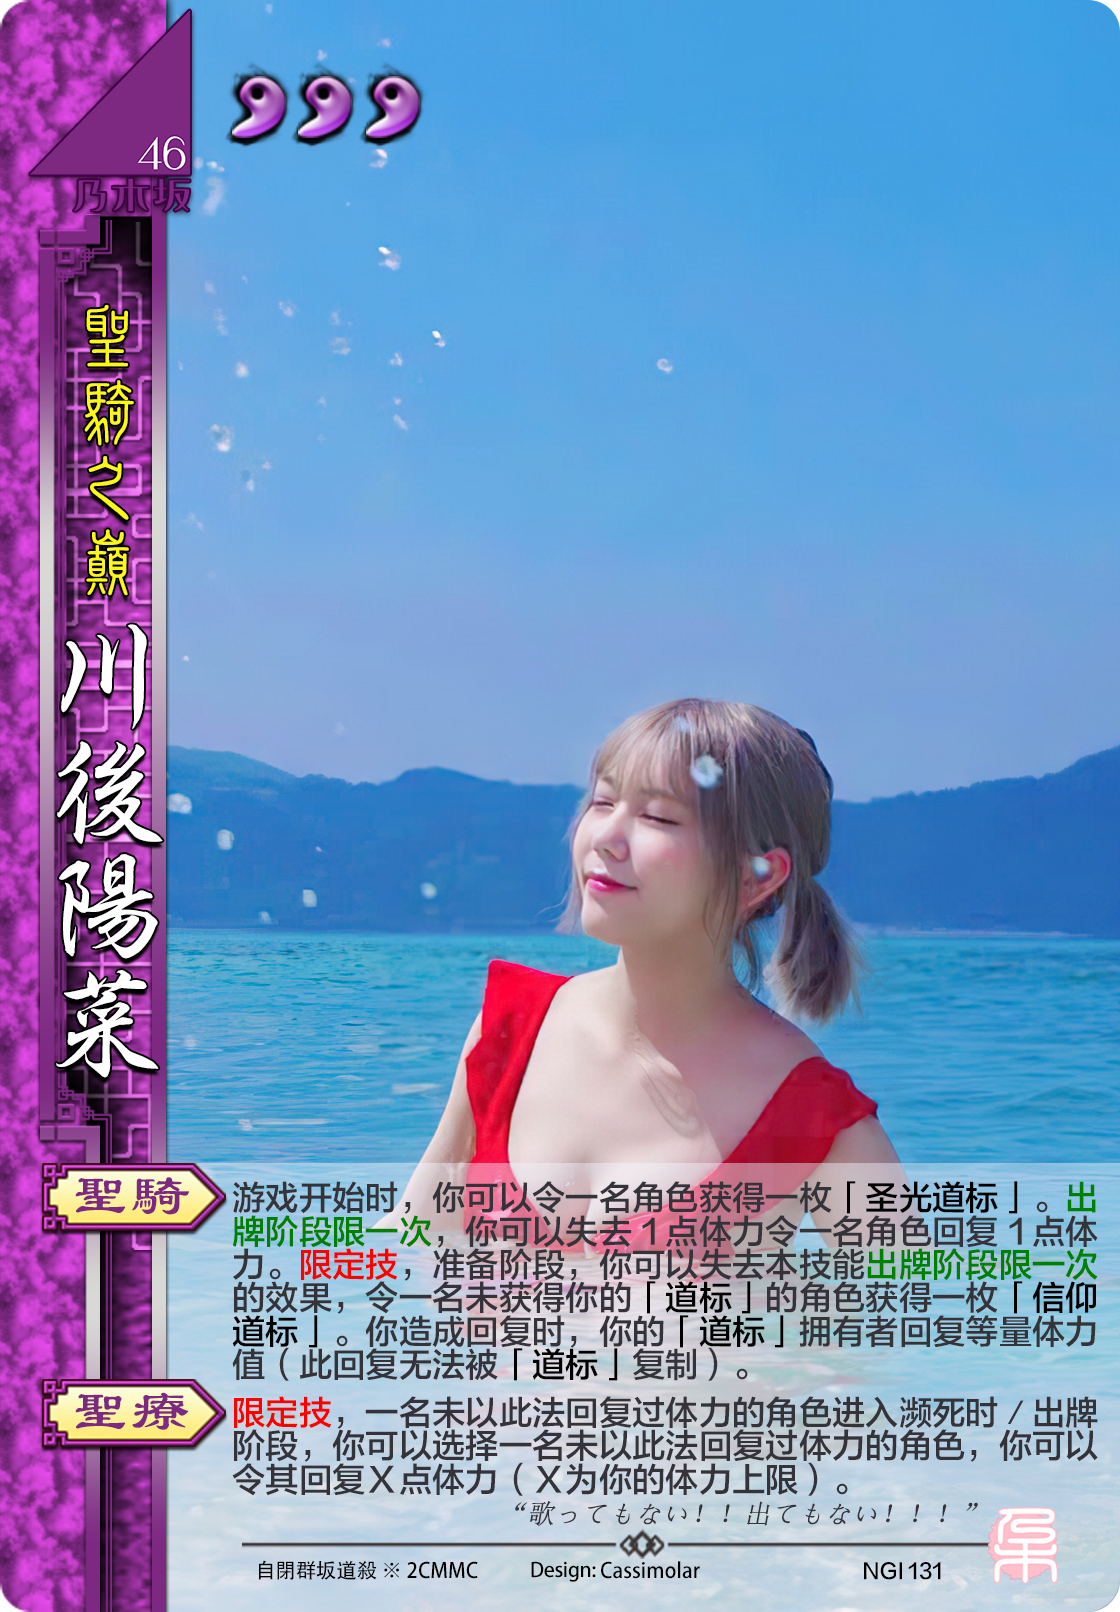 46
乃木坂
聖騎之巔
川後陽菜
聖騎
游戏开始时，你可以令一名角色获得一枚「圣光道标」。出
牌阶段限一次，你可以失去１点体力令一名角色回复１点体
力。限定技，准备阶段，你可以失去本技能出牌阶段限一次
的效果，令一名未获得你的「道标」的角色获得一枚「信仰
道标」。你造成回复时，你的「道标」拥有者回复等量体力
值（此回复无法被「道标」复制）。
聖療
限定技，一名未以此法回复过体力的角色进入濒死时／出牌
阶段，你可以选择一名未以此法回复过体力的角色，你可以
令其回复Ｘ点体力（Ｘ为你的体力上限）。
“歌ってもない！！出てもない！！！”
自閉群坂道殺 ※ 2CMMC
Design: Cassimolar
NGI 131